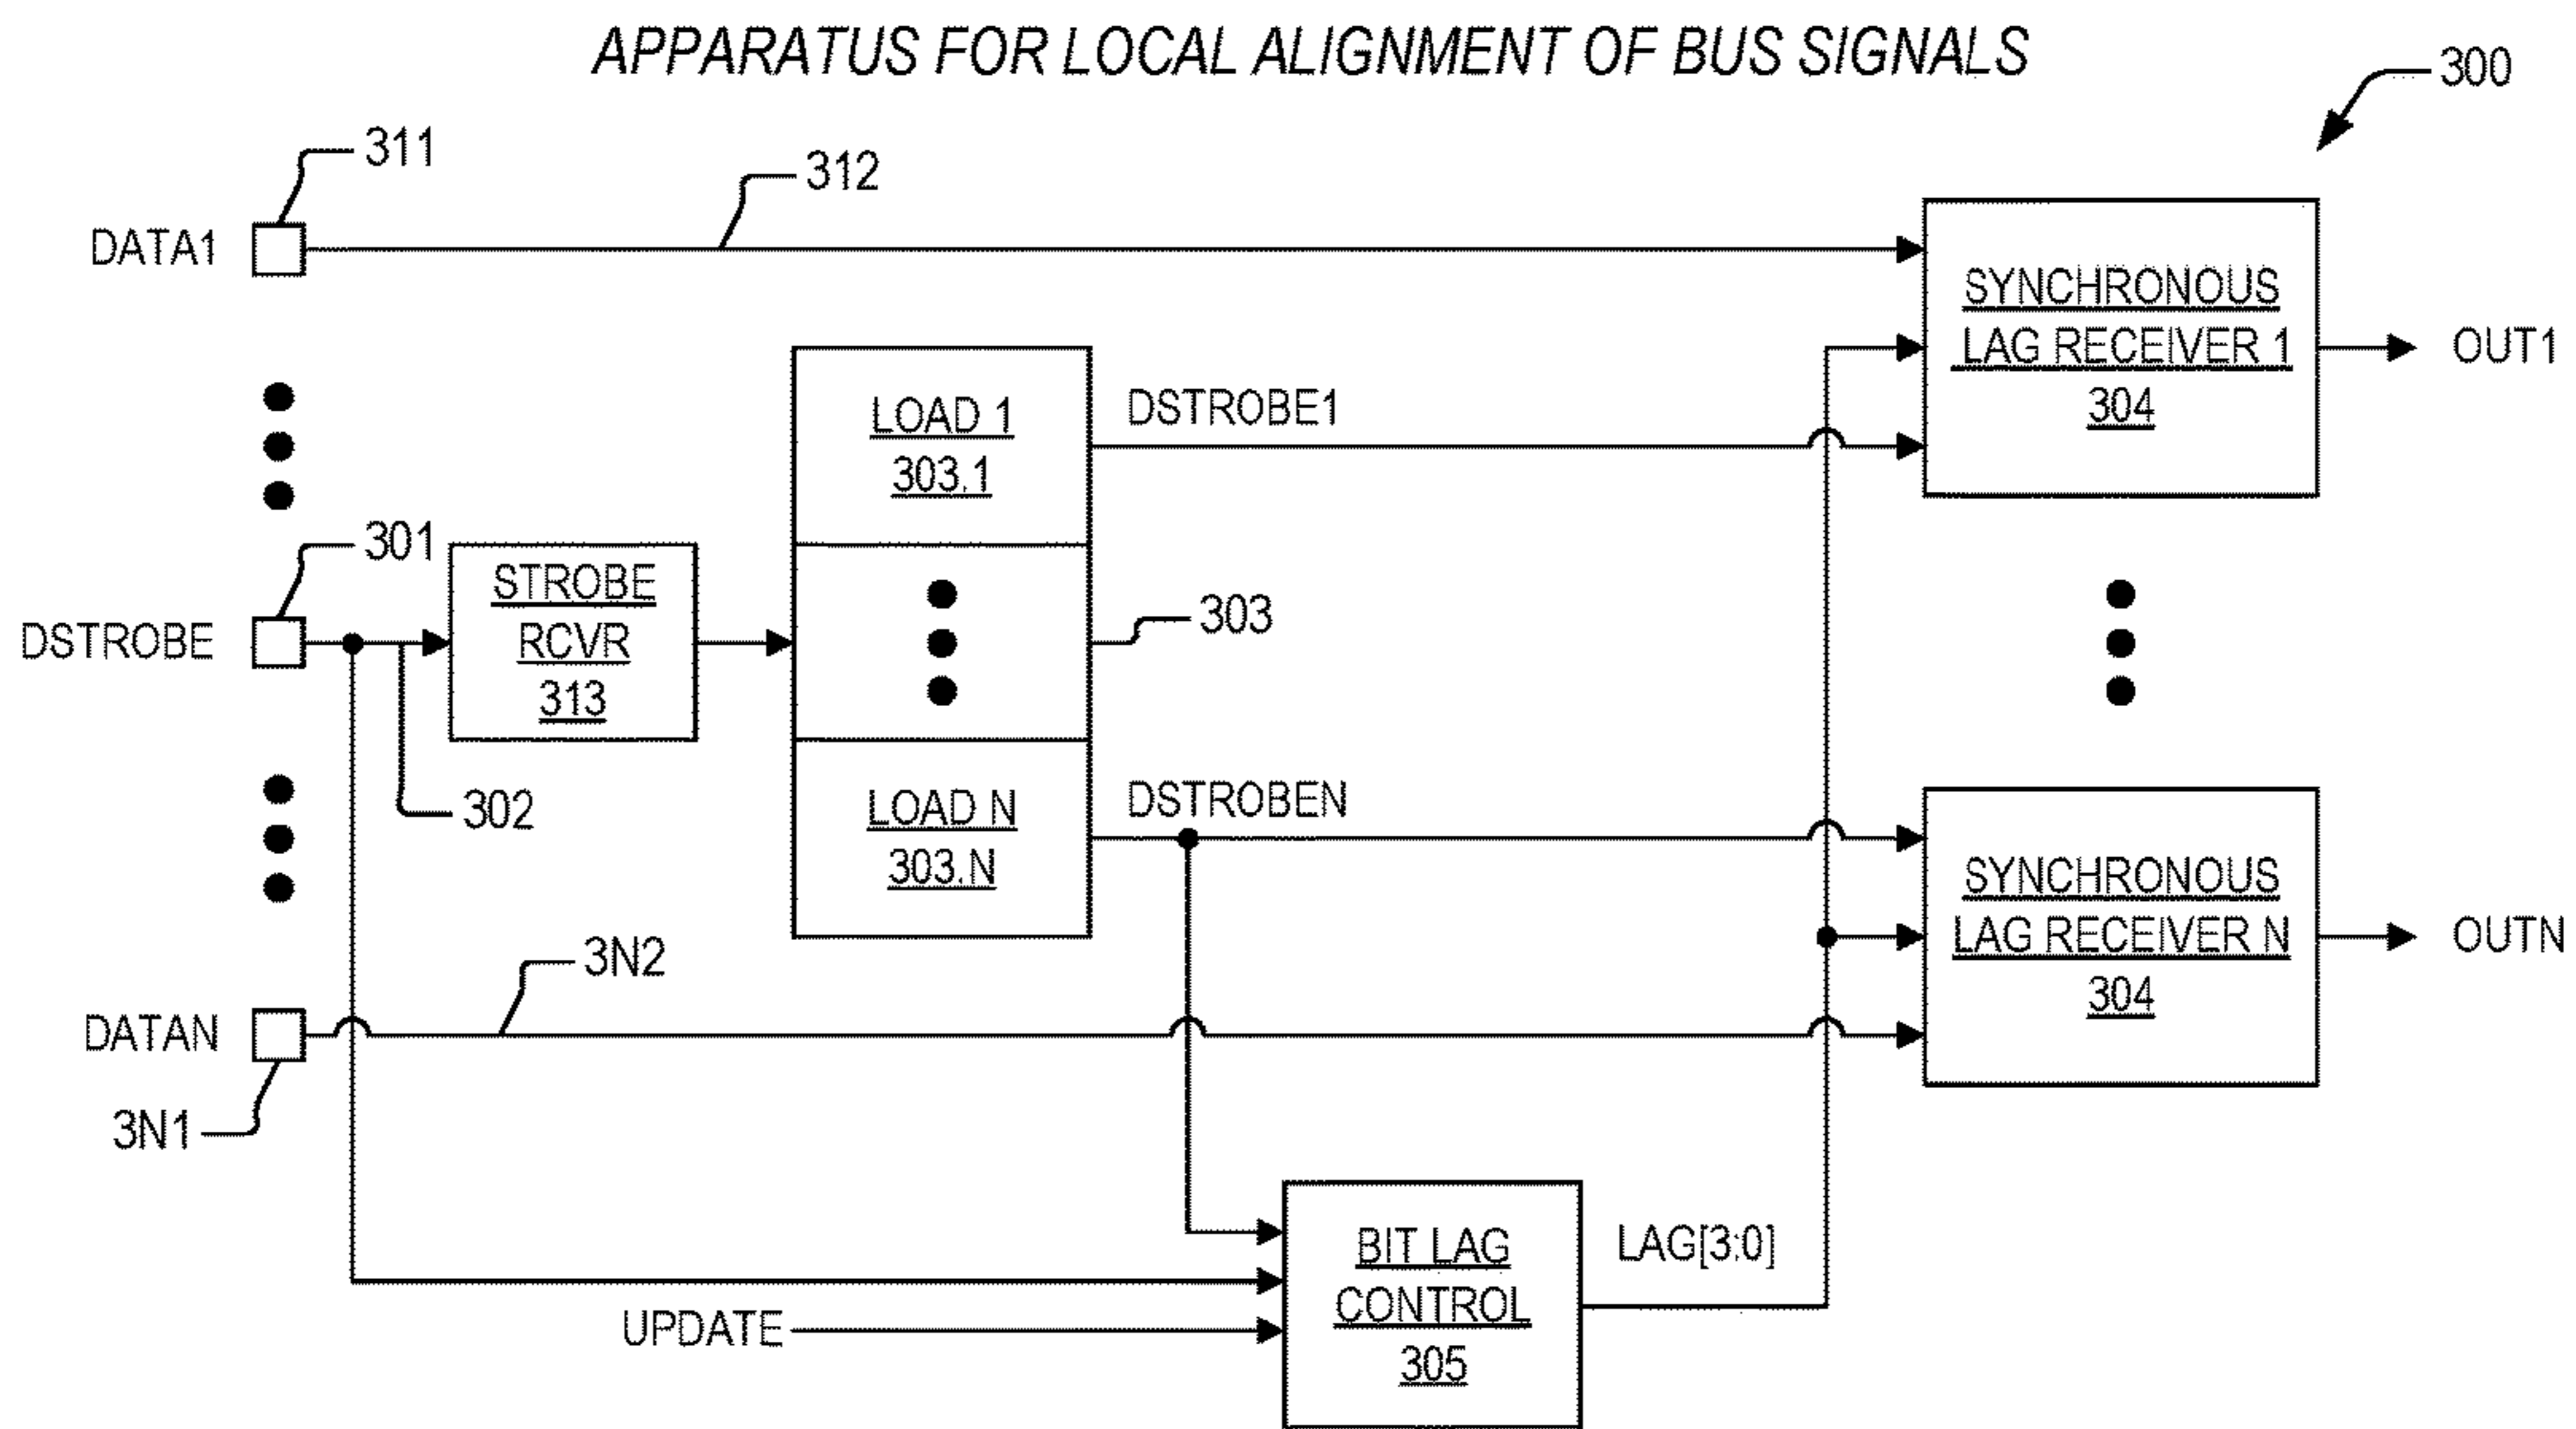 APPARATUS FOR LOCAL ALIGNMENT OF BUS SIGNALS
300
311
312
DATA1
SYNCHRONOUS
LAG RECEIVER 1
304
OUT1
LOAD 1
303.1
DSTROBE1
301
DSTROBE
STROBE
RCVR
313
303
302
LOAD N
303.N
DSTROBEN
SYNCHRONOUS
LAG RECEIVER N
304
OUTN
3N2
DATAN
3N1
BIT LAG
CONTROL
305
LAG[3:0]
UPDATE